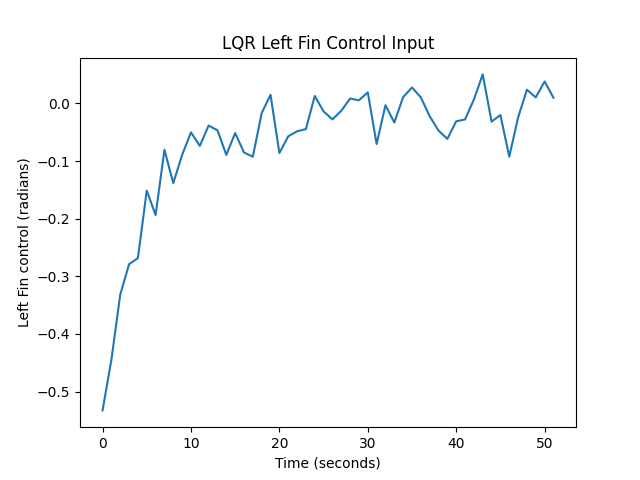 LQR Left Fin Control Input
Left Fin control (radians)
0.0
−0.1
−0.2
−0.3
−0.4
−0.5
0 10 20 30 40 50
Time (seconds)